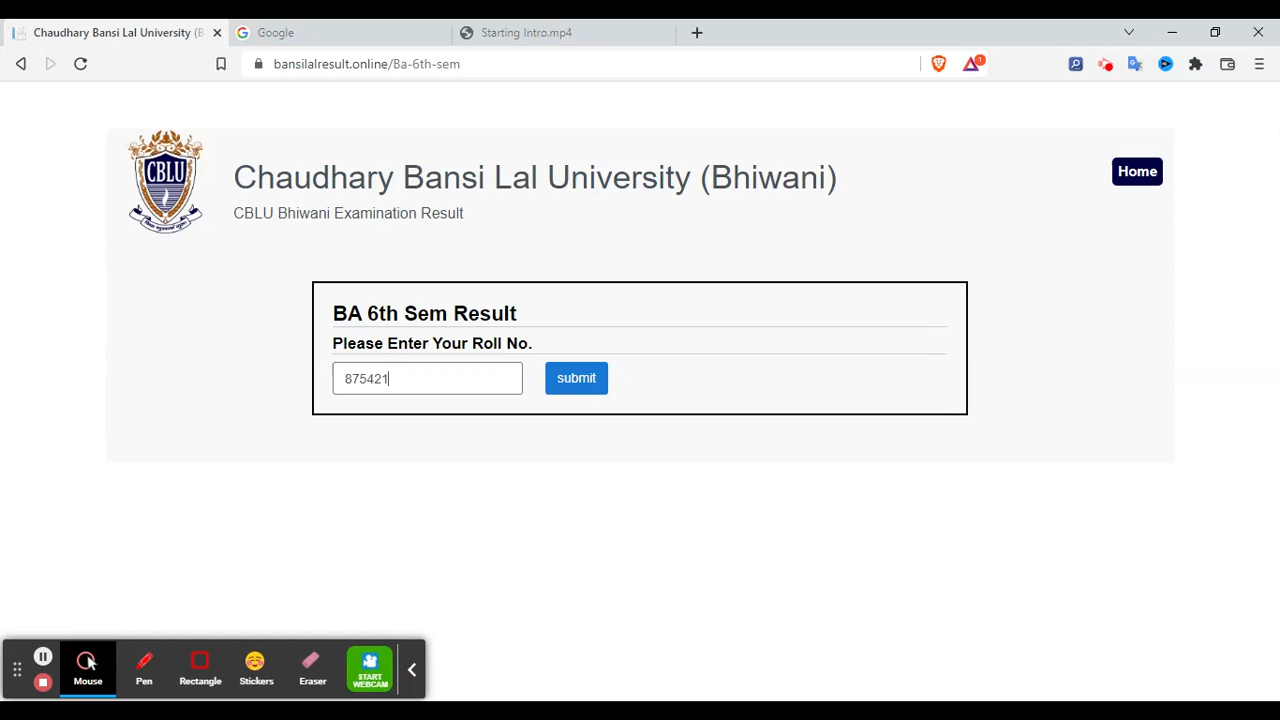 Chaudhary Bansi Lal University (B
Google
Starting Intro.mp4
bansilalresult.online/Ba-6th-sem
1
CBLU
Chaudhary Bansi Lal University (Bhiwani)
CBLU Bhiwani Examination Result
Home
BA 6th Sem Result
Please Enter Your Roll No.
875421
submit
Mouse
Pen
Rectangle
Stickers
Eraser
START
WEBCAM